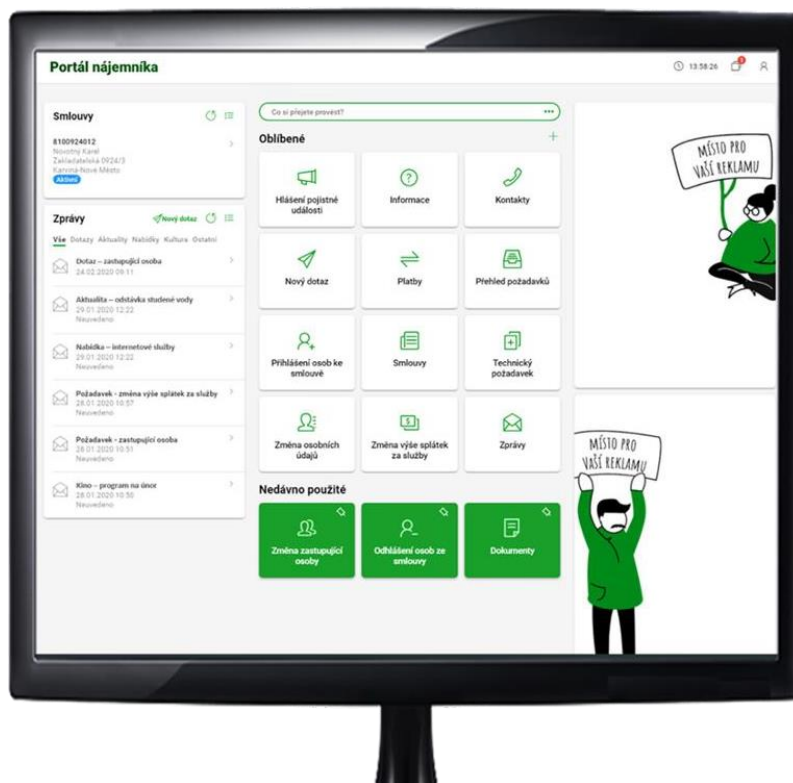 Portál nájemníka
13:58:26
3
Smlouvy
8100924012
Novotný Karel
Zakladatelská 0924/3
Karviná-Nové Město
Aktivní
Zprávy
Nový dotaz
Vše Dotazy Aktuality Nabídky Kultura Ostatní
Dotaz – zastupující osoba
24.02.2020 09:11
Aktualita – odstávka studené vody
29.01.2020 12:22
Neuvedeno
Nabídka – internetové služby
29.01.2020 12:22
Neuvedeno
Požadavek - změna výše splátek za služby
28.01.2020 10:57
Neuvedeno
Požadavek - zastupující osoba
28.01.2020 10:51
Neuvedeno
Kino – program na únor
28.01.2020 10:50
Neuvedeno
Co si přejete provést?
Oblíbené
Hlášení pojistné
události
Informace
Kontakty
Nový dotaz
Platby
Přehled požadavků
Přihlášení osob ke
smlouvě
Smlouvy
Technický
požadavek
Změna osobních
údajů
Změna výše splátek
za služby
Zprávy
Nedávno použité
Změna zastupující
osoby
Odhlášení osob ze
smlouvy
Dokumenty
MÍSTO PRO
VAŠÍ REKLAMU
MÍSTO PRO
VAŠÍ REKLAMU